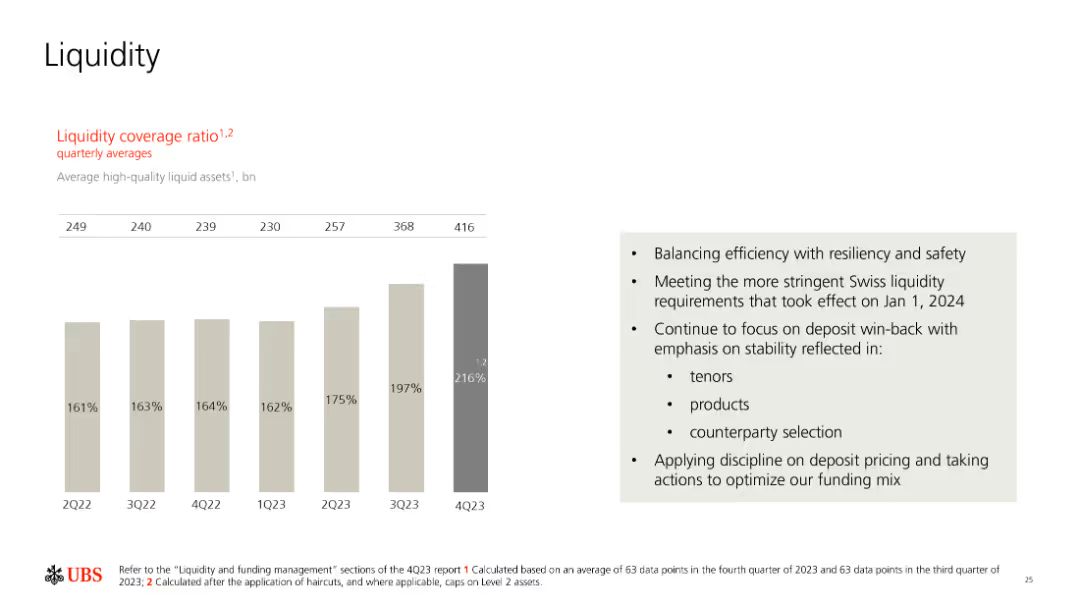 Liquidity
Liquidity coverage ratio1,2
quarterly averages
Average high-quality liquid assets1, bn
249 240 239 230 257 368 416
161% 163% 164% 162% 175% 197% 1,2 216%
2Q22 3Q22 4Q22 1Q23 2Q23 3Q23 4Q23
• Balancing efficiency with resiliency and safety
• Meeting the more stringent Swiss liquidity
requirements that took effect on Jan 1, 2024
• Continue to focus on deposit win-back with
emphasis on stability reflected in:
• tenors
• products
• counterparty selection
• Applying discipline on deposit pricing and taking
actions to optimize our funding mix
UBS
Refer to the “Liquidity and funding management” sections of the 4Q23 report 1 Calculated based on an average of 63 data points in the fourth quarter of 2023 and 63 data points in the third quarter of
2023; 2 Calculated after the application of haircuts, and where applicable, caps on Level 2 assets.
25